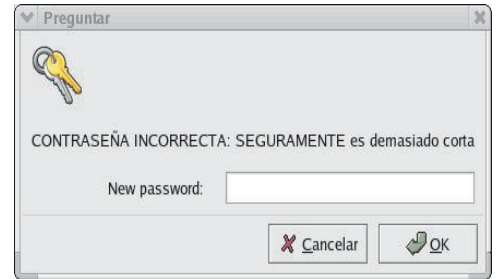 Preguntar
CONTRASEÑA INCORRECTA: SEGURAMENTE es demasiado corta
New password:
Cancelar
OK